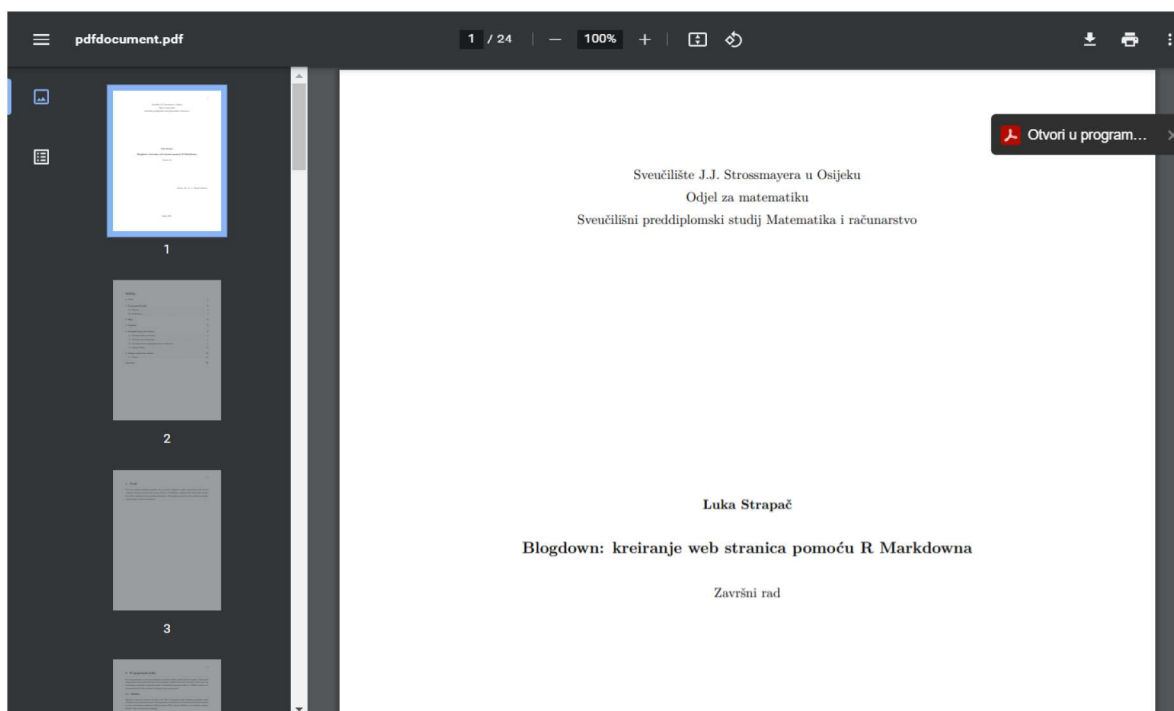 pdfdocument.pdf
1 / 24
100%
Otvori u program...
1
2
3
Sveučilište J.J. Strossmayera u Osijeku
Odjel za matematiku
Sveučilišni preddiplomski studij Matematika i računarstvo
Luka Strapač
Blogdown: kreiranje web stranica pomoću R Markdowna
Završni rad